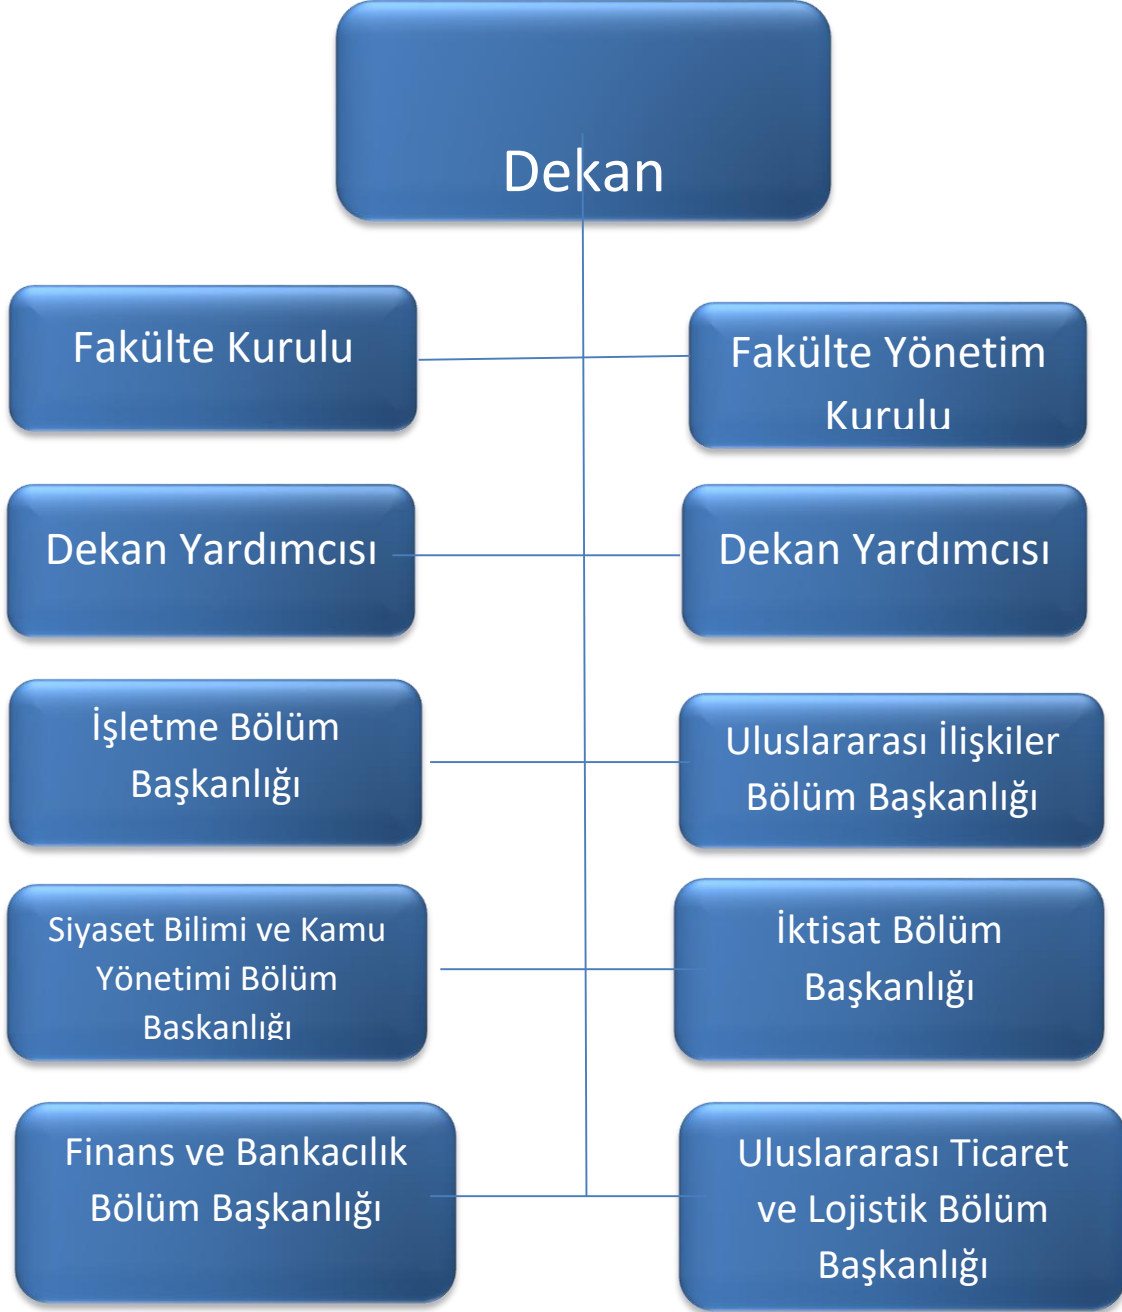 Dekan
Fakülte Kurulu
Fakülte Yönetim
Kurulu
Dekan Yardımcısı
Dekan Yardımcısı
İşletme Bölüm
Başkanlığı
Uluslararası İlişkiler
Bölüm Başkanlığı
Siyaset Bilimi ve Kamu
Yönetimi Bölüm
Başkanlığı
İktisat Bölüm
Başkanlığı
Finans ve Bankacılık
Bölüm Başkanlığı
Uluslararası Ticaret
ve Lojistik Bölüm
Başkanlığı